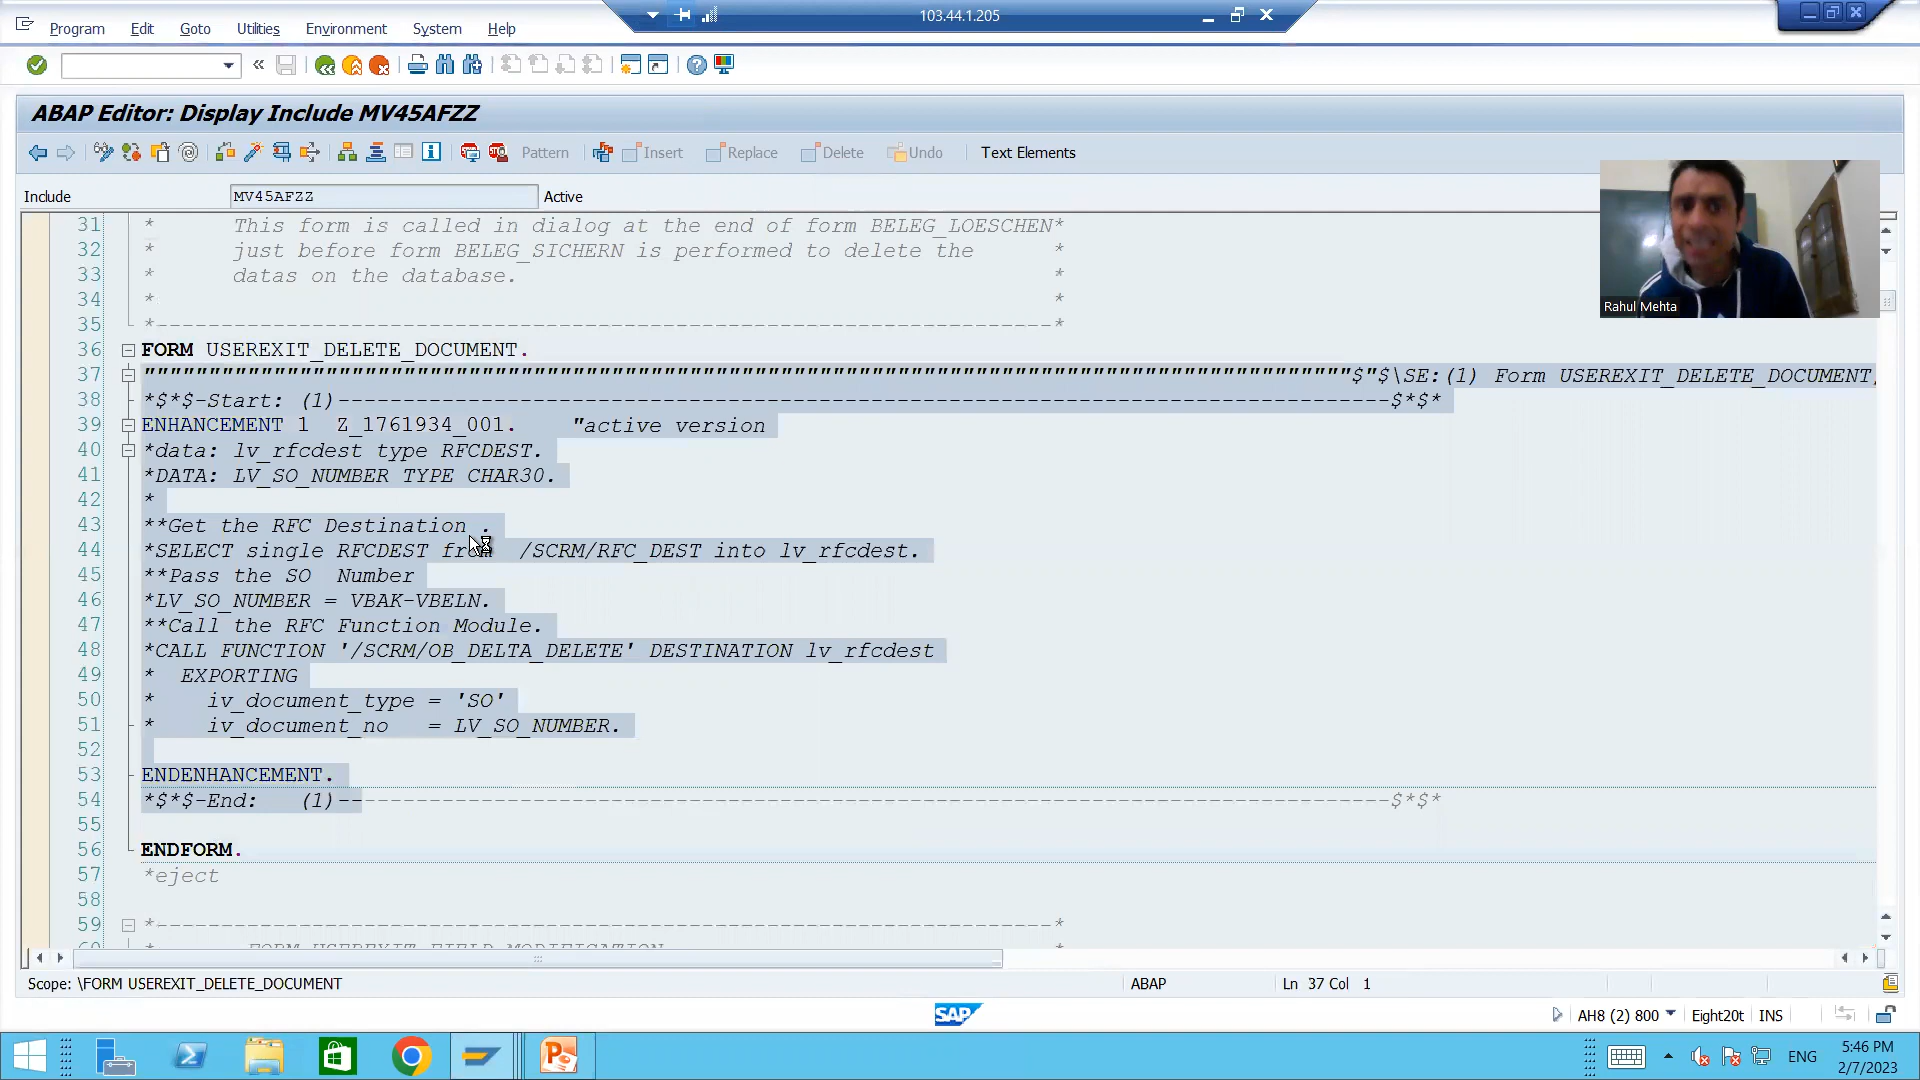 103.44.1.205
Program Edit Goto Utilities Environment System Help
ABAP Editor: Display Include MV45AFZZ
Pattern Insert Replace Delete Undo Text Elements
Include MV45AFZZ Active
Rahul Mehta
31 * This form is called in dialog at the end of form BELEG_LOESCHEN*
32 * just before form BELEG_SICHERN is performed to delete the *
33 * datas on the database. *
34 * *
35 *---------------------------------------------------------------------*
36 FORM USEREXIT_DELETE_DOCUMENT.
37 """""""""""""""""""""""""""""""""""""""""""""""""""""""""""""""""""""""""""""""""""""""""""""$"$\SE:(1) Form USEREXIT_DELETE_DOCUMENT,
38 *$*$-Start: (1)---------------------------------------------------------------------------------$*$*
39 ENHANCEMENT 1 Z_1761934_001. "active version
40 *data: lv_rfcdest type RFCDEST.
41 *DATA: LV_SO_NUMBER TYPE CHAR30.
42 *
43 **Get the RFC Destination .
44 *SELECT single RFCDEST from /SCRM/RFC_DEST into lv_rfcdest.
45 **Pass the SO Number
46 *LV_SO_NUMBER = VBAK-VBELN.
47 **Call the RFC Function Module.
48 *CALL FUNCTION '/SCRM/OB_DELTA_DELETE' DESTINATION lv_rfcdest
49 * EXPORTING
50 * iv_document_type = 'SO'
51 * iv_document_no = LV_SO_NUMBER.
52
53 ENDENHANCEMENT.
54 *$*$-End: (1)---------------------------------------------------------------------------------$*$*
55
56 ENDFORM.
57 *eject
58
59 *---------------------------------------------------------------------*
60 * FORM USEREXIT_FIELD_MODIFICATION
Scope: \FORM USEREXIT_DELETE_DOCUMENT ABAP Ln 37 Col 1
SAP AH8 (2) 800 Eight20t INS
ENG 5:46 PM
2/7/2023